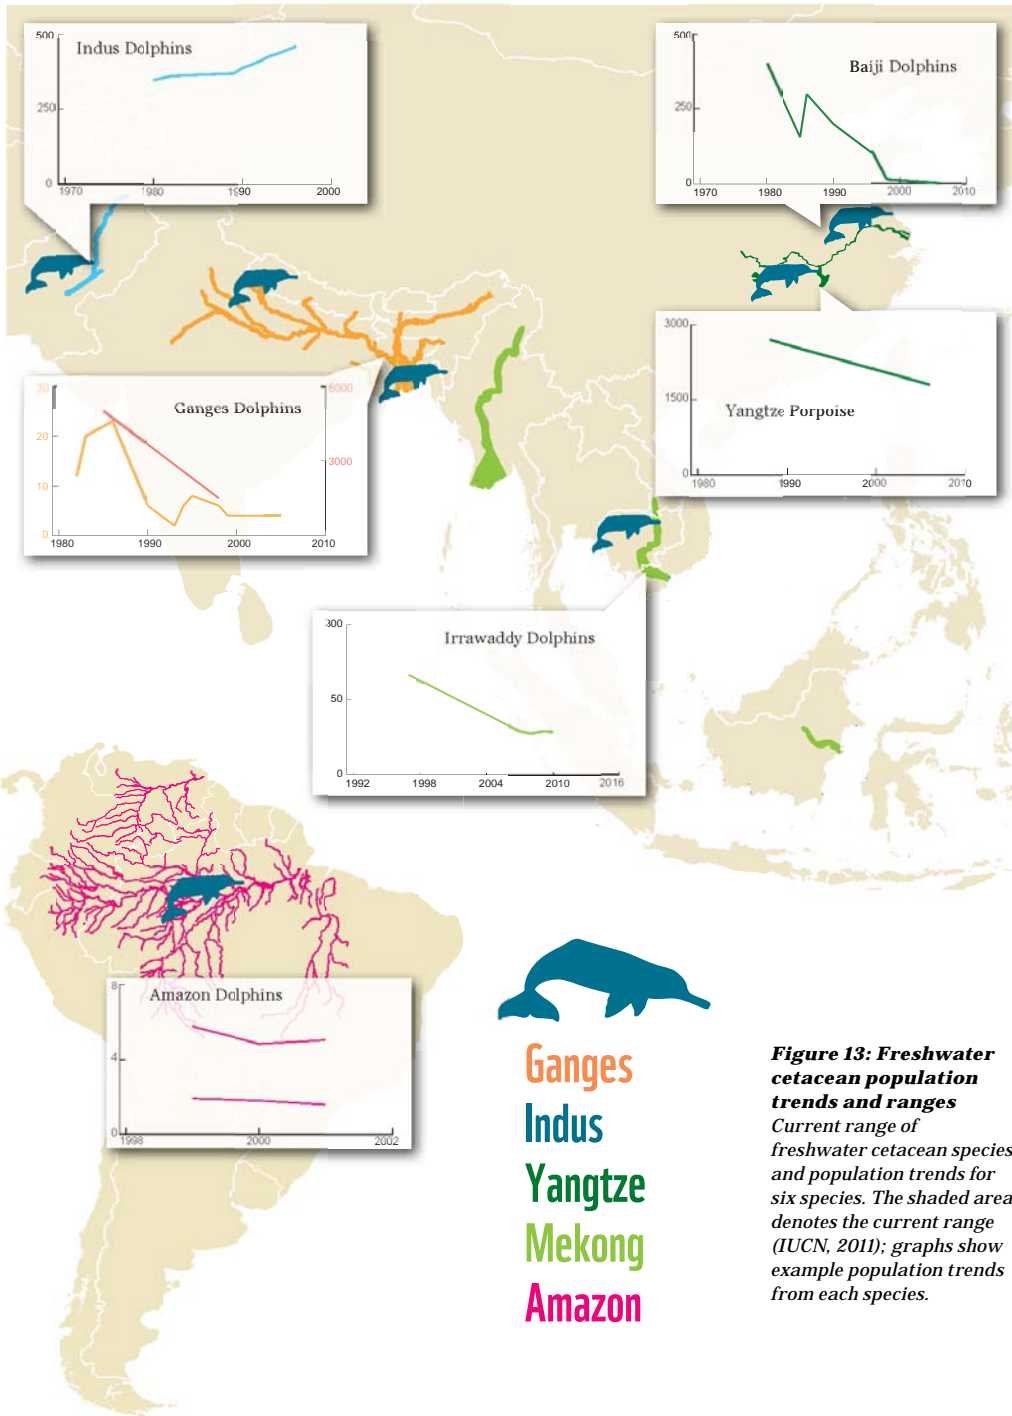 500
250
0
Indus Dolphins
1970
1980
1990
2000
500
250
0
Baiji Dolphins
1970
1980
1990
2000
2010
30
20
10
0
Ganges Dolphins
6000
3000
1980
1990
2000
2010
3000
1500
0
Yangtze Porpoise
1980
1990
2000
2010
300
50
0
Irrawaddy Dolphins
1992
1998
2004
2010
2016
8
4
0
Amazon Dolphins
1998
2000
2002
Ganges
Indus
Yangtze
Mekong
Amazon
Figure 13: Freshwater
cetacean population
trends and ranges
Current range of
freshwater cetacean species
and population trends for
six species. The shaded area
denotes the current range
(IUCN, 2011); graphs show
example population trends
from each species.